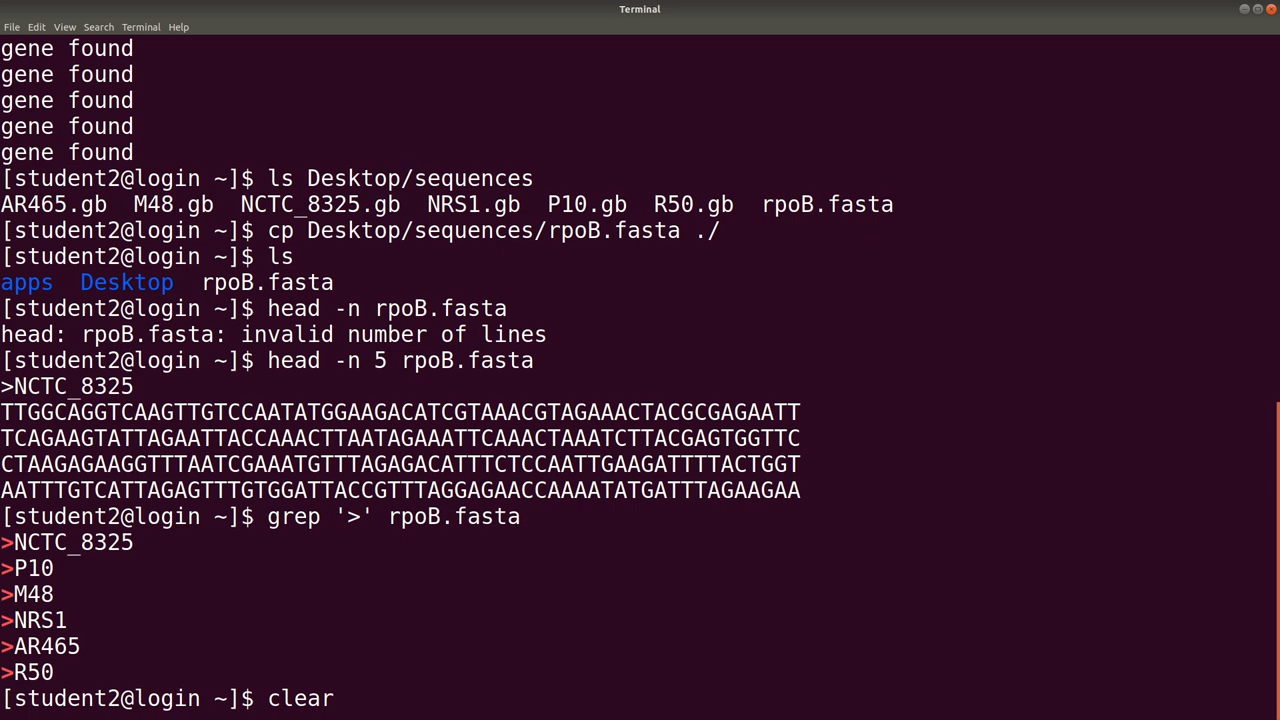 Terminal
File Edit View Search Terminal Help
gene found
gene found
gene found
gene found
gene found
[student2@login ~]$ ls Desktop/sequences
AR465.gb  M48.gb  NCTC_8325.gb  NRS1.gb  P10.gb  R50.gb  rpoB.fasta
[student2@login ~]$ cp Desktop/sequences/rpoB.fasta ./
[student2@login ~]$ ls
apps  Desktop  rpoB.fasta
[student2@login ~]$ head -n rpoB.fasta
head: rpoB.fasta: invalid number of lines
[student2@login ~]$ head -n 5 rpoB.fasta
>NCTC_8325
TTGGCAGGTCAAGTTGTCCAATATGGAAGACATCGTAAACGTAGAAACTACGCGAGAATT
TCAGAAGTATTAGAATTACCAAACTTAATAGAAATTCAAACTAAATCTTACGAGTGGTTC
CTAAGAGAAGGTTTAATCGAAATGTTTAGAGACATTTCTCCAATTGAAGATTTTACTGGT
AATTTGTCATTAGAGTTTGTGGATTACCGTTTAGGAGAACCAAAATATGATTTAGAAGAA
[student2@login ~]$ grep '>' rpoB.fasta
>NCTC_8325
>P10
>M48
>NRS1
>AR465
>R50
[student2@login ~]$ clear